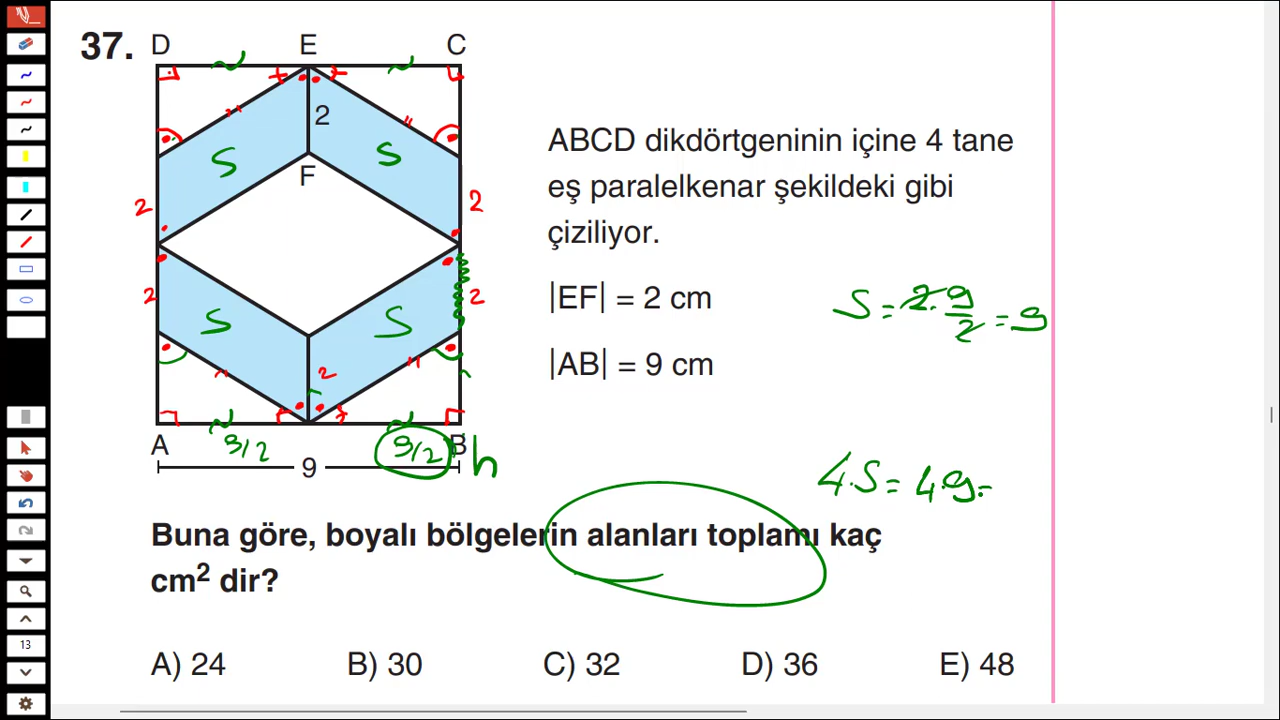 37. D E C
2
S S
F
2 2
ABCD dikdörtgeninin içine 4 tane
eş paralelkenar şekildeki gibi
çiziliyor.
2 2
S S
|EF| = 2 cm
S = 2.9/2 = 9
|AB| = 9 cm
2
A 9/2 9/2 B h
9
4.S = 4.9=
Buna göre, boyalı bölgelerin alanları toplamı kaç
cm² dir?
13
A) 24 B) 30 C) 32 D) 36 E) 48